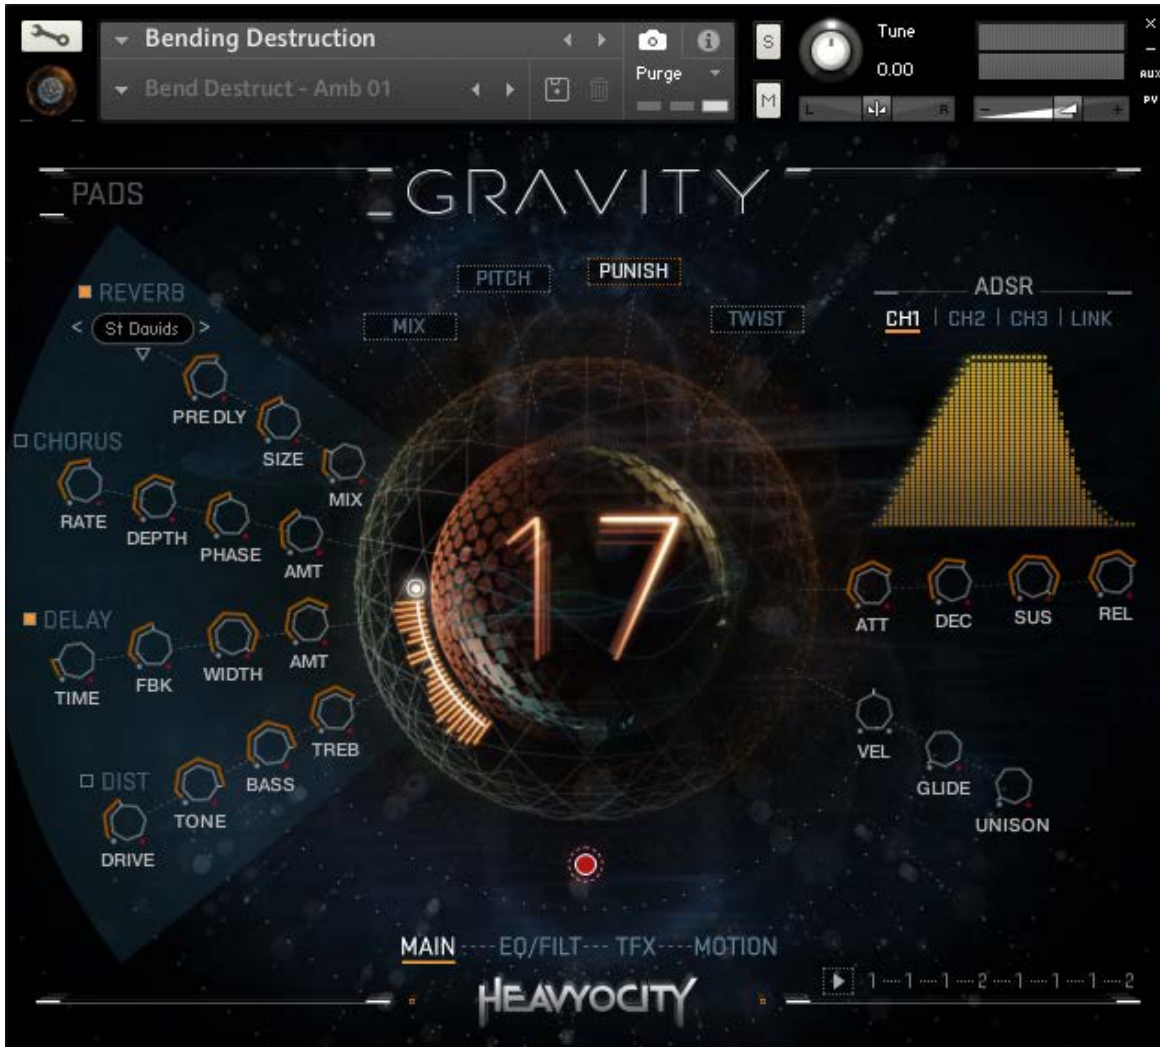 Bending Destruction
Bend Destruct - Amb 01
Purge
S
M
Tune
0.00
L R
- +
×
-
AUX
PV
PADS
GRAVITY
MIX
PITCH
PUNISH
TWIST
REVERB
< St Davids >
PREDLY
SIZE
MIX
CHORUS
RATE
DEPTH
PHASE
AMT
DELAY
TIME
FBK
WIDTH
AMT
DIST
DRIVE
TONE
BASS
TREB
17
ADSR
CH1 | CH2 | CH3 | LINK
ATT
DEC
SUS
REL
VEL
GLIDE
UNISON
MAIN EQ/FILT TFX MOTION
HEAVYOCITY
1 1 1 2 1 1 1 2